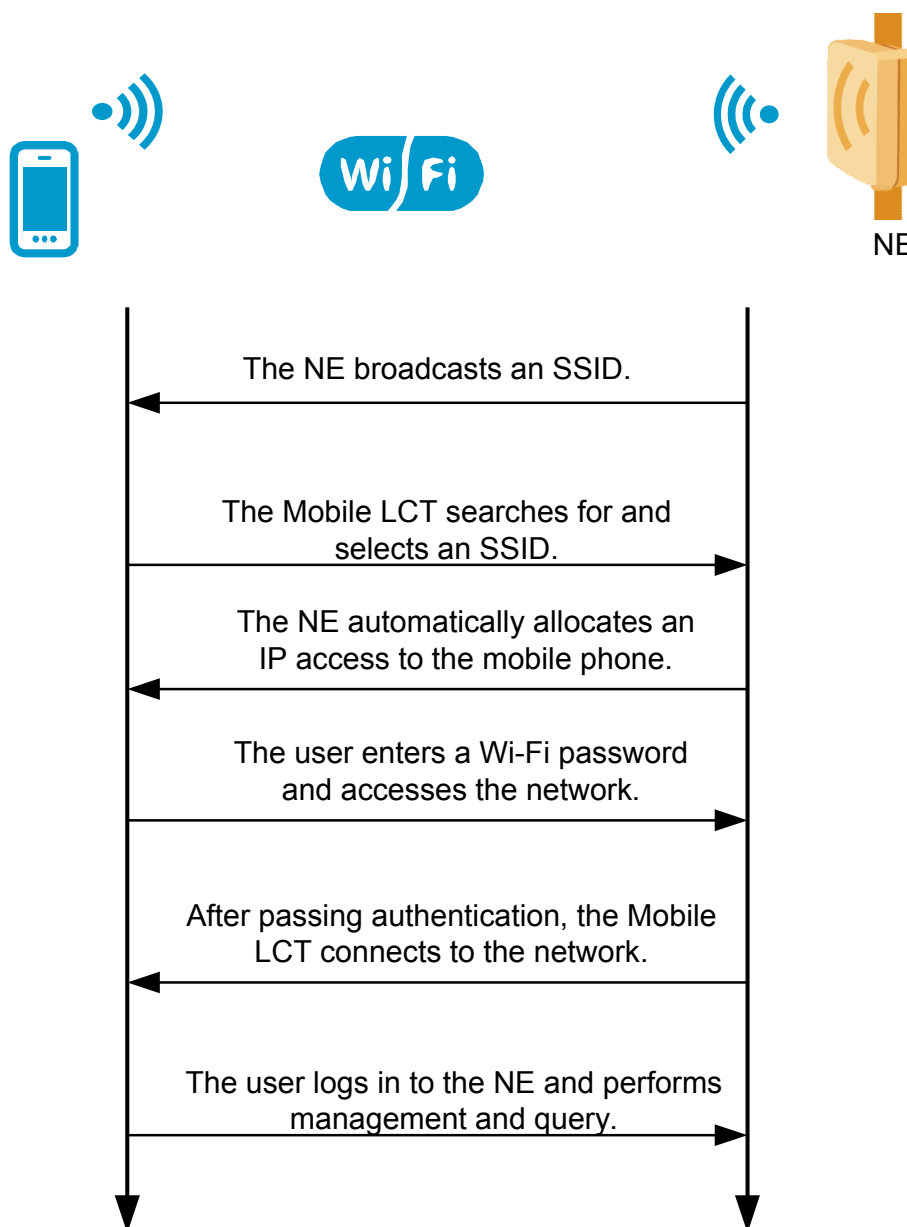 Wi Fi
NE
The NE broadcasts an SSID.
The Mobile LCT searches for and
selects an SSID.
The NE automatically allocates an
IP access to the mobile phone.
The user enters a Wi-Fi password
and accesses the network.
After passing authentication, the Mobile
LCT connects to the network.
The user logs in to the NE and performs
management and query.